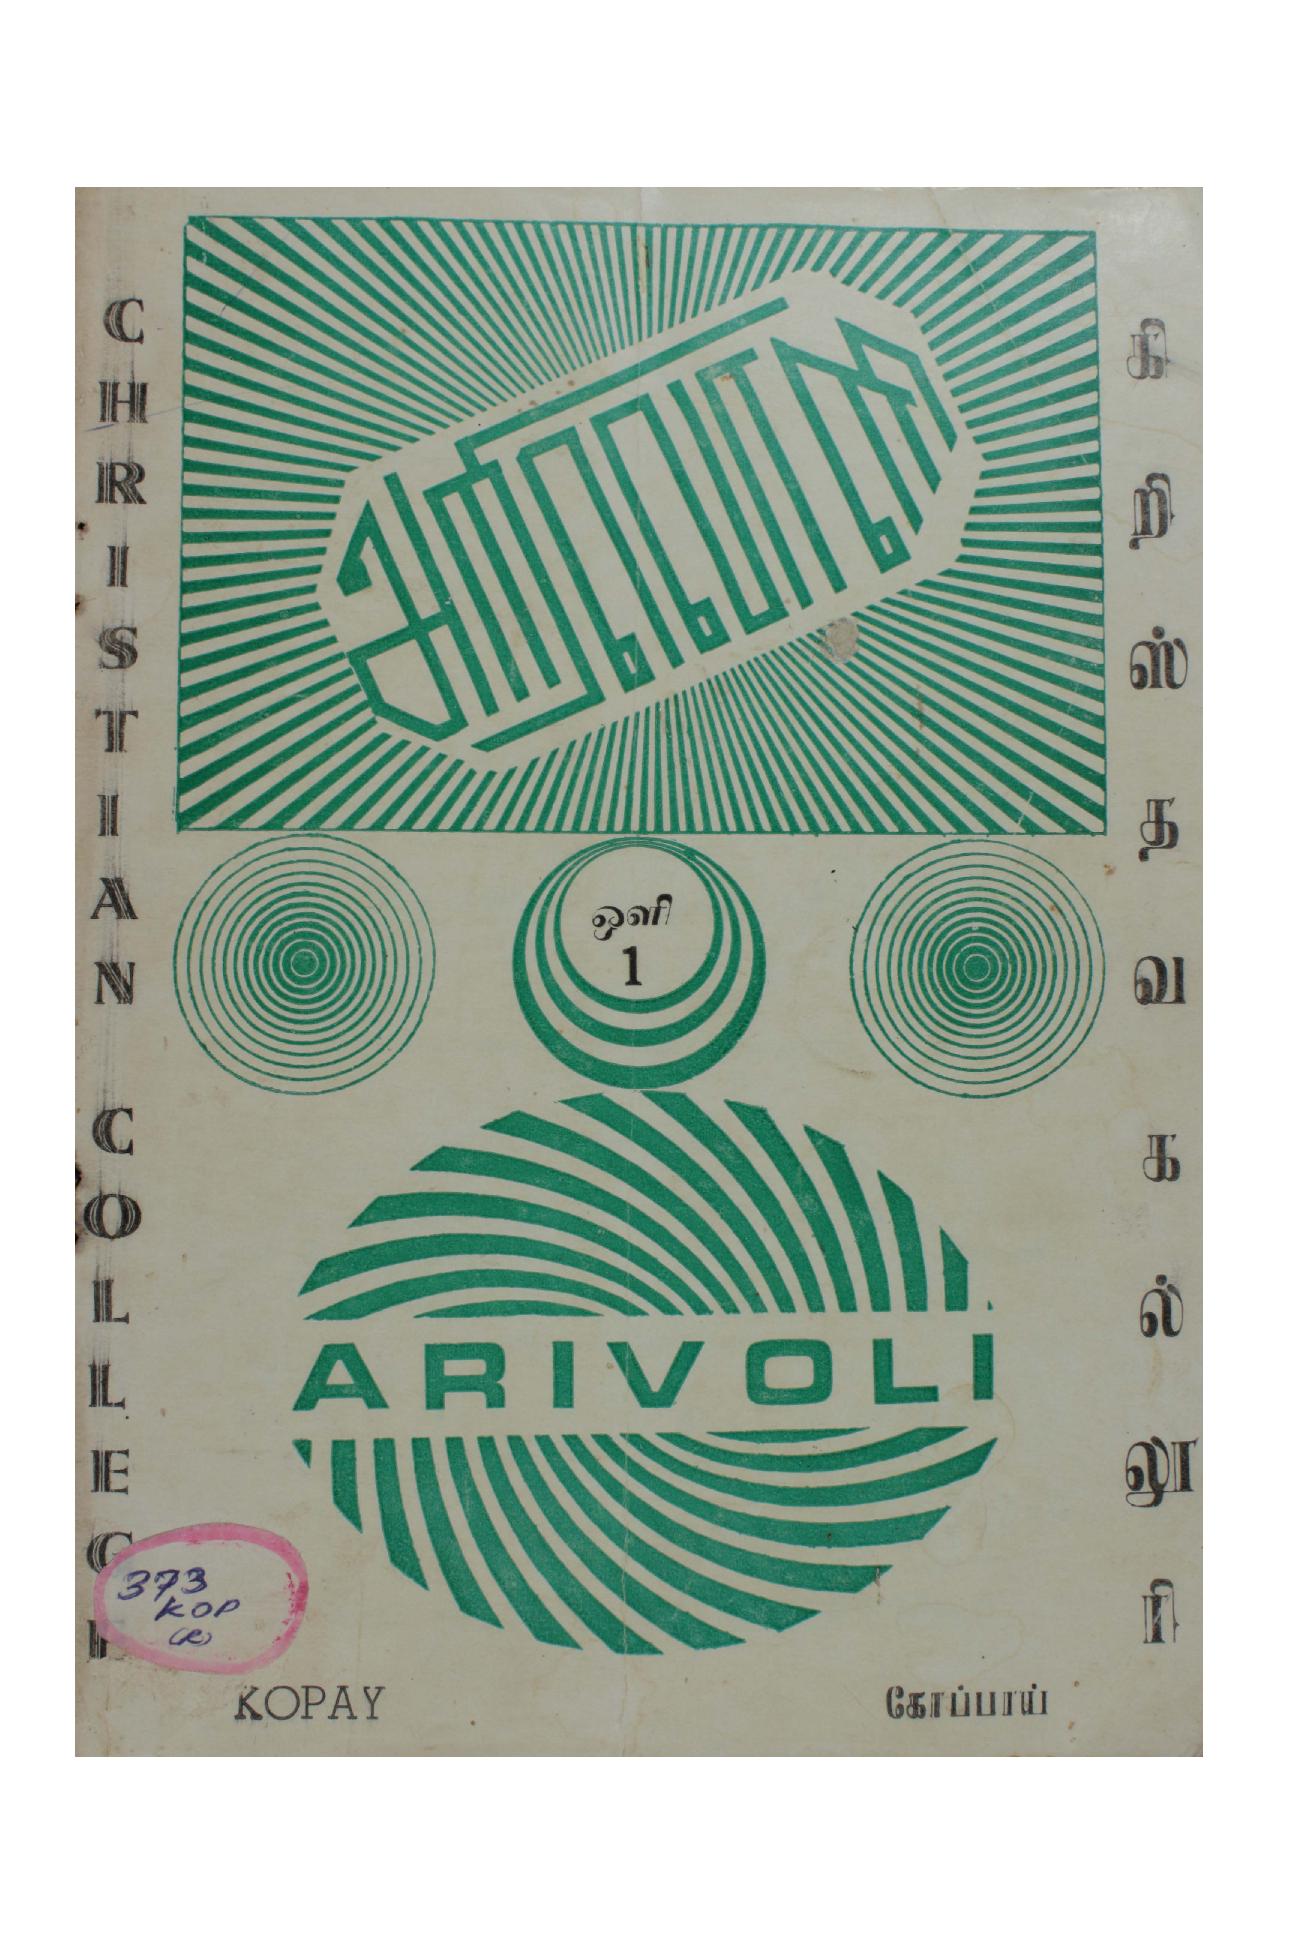 அறிவொளி
CHRISTIAN COLLEGE
கிறிஸ்தவ கல்லூரி
ஒளி
1
ARIVOLI
373
KOP
(R)
KOPAY
கோப்பாய்